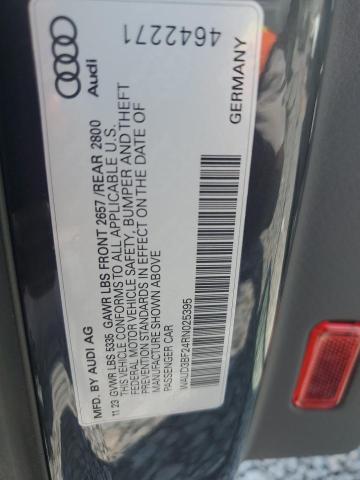 Audi
4642271
GERMANY
MFD. BY AUDI AG
11.23 GVWR LBS 5335 GAWR LBS FRONT 2657/REAR 2800
THIS VEHICLE CONFORMS TO ALL APPLICABLE U.S.
FEDERAL MOTOR VEHICLE SAFETY, BUMPER AND THEFT
PREVENTION STANDARDS IN EFFECT ON THE DATE OF
MANUFACTURE SHOWN ABOVE
PASSENGER CAR
WAUD3BF24RN025395